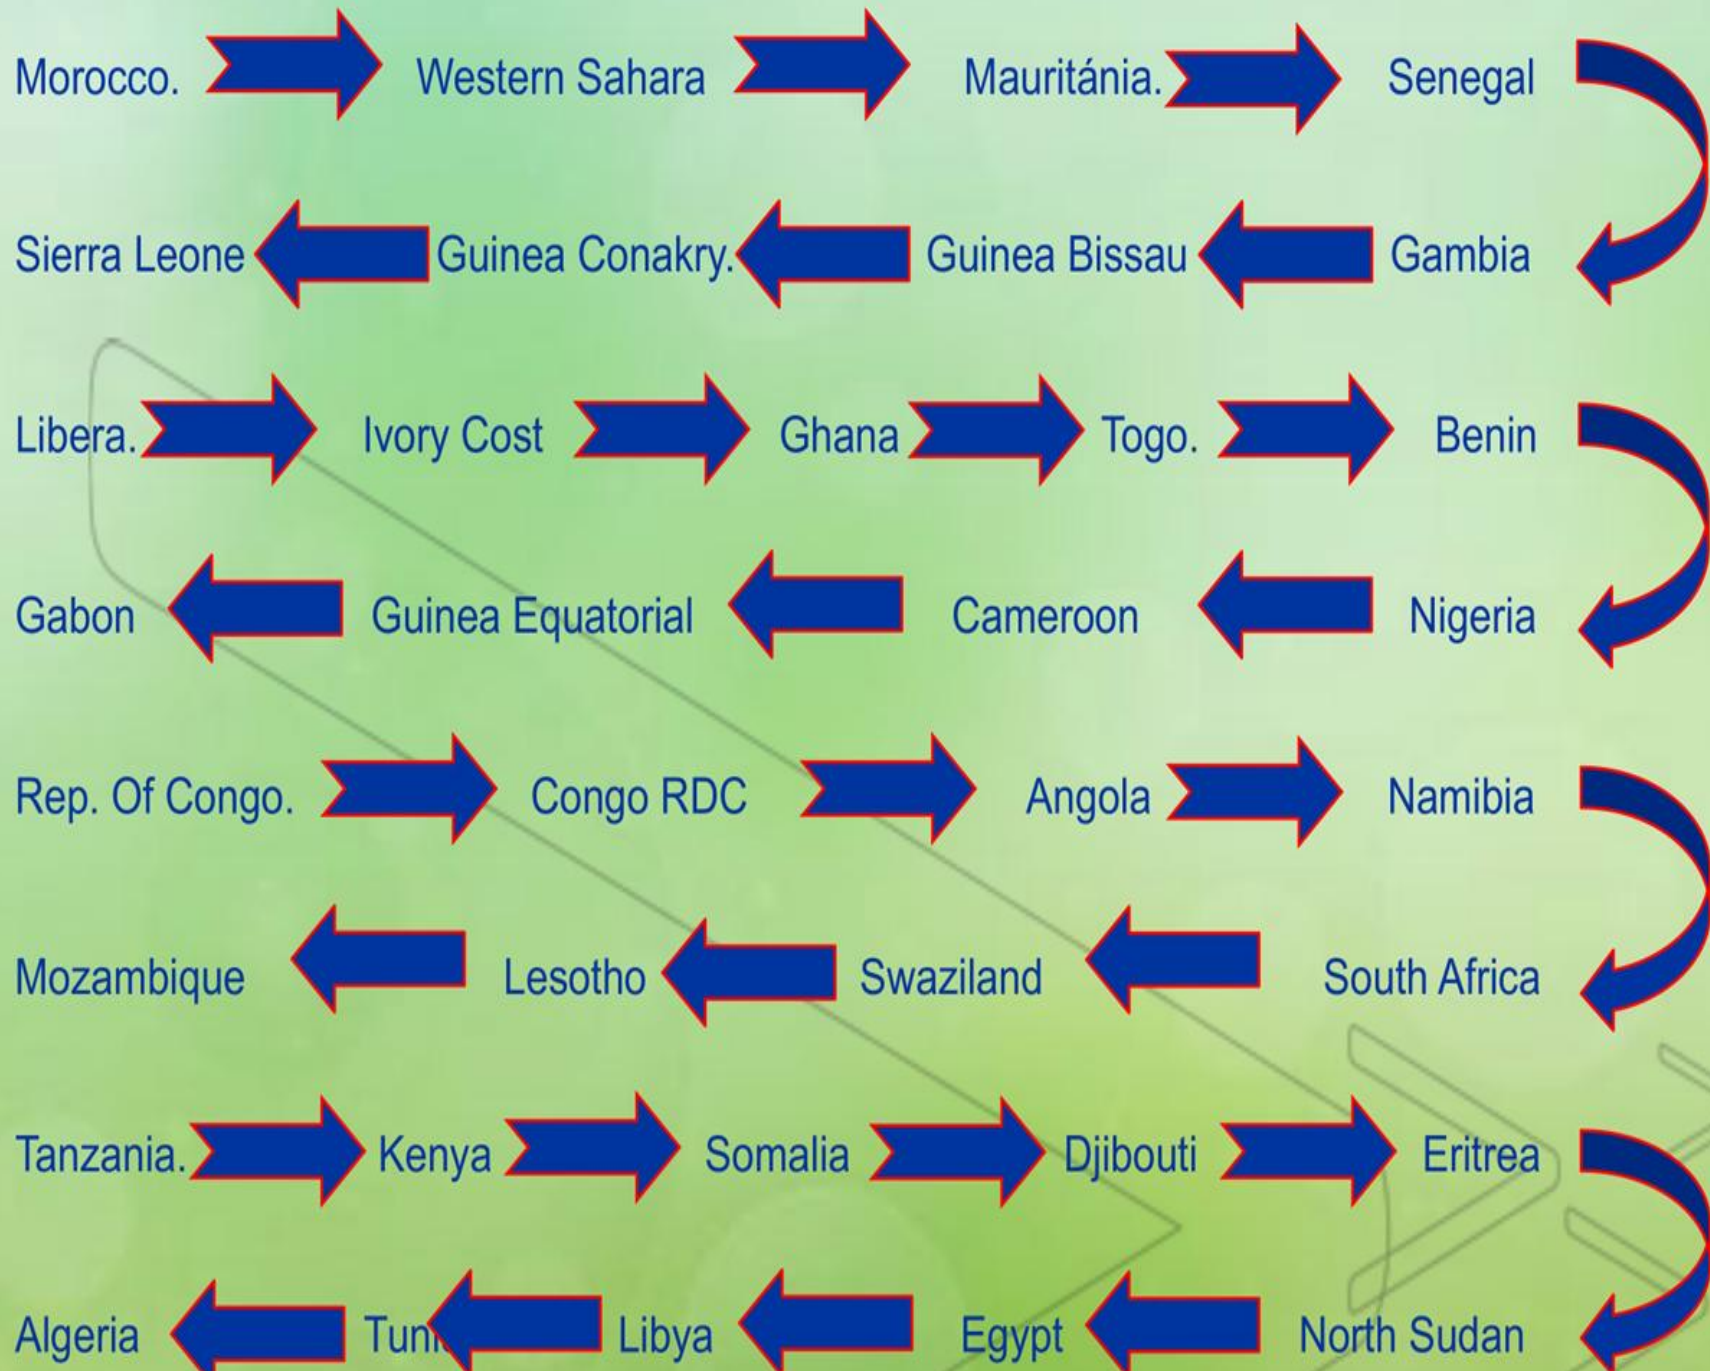 Morocco. Western Sahara Mauritánia. Senegal
Sierra Leone Guinea Conakry. Guinea Bissau Gambia
Libera. Ivory Cost Ghana Togo. Benin
Gabon Guinea Equatorial Cameroon Nigeria
Rep. Of Congo. Congo RDC Angola Namibia
Mozambique Lesotho Swaziland South Africa
Tanzania. Kenya Somalia Djibouti Eritrea
Algeria Libya Egypt North Sudan